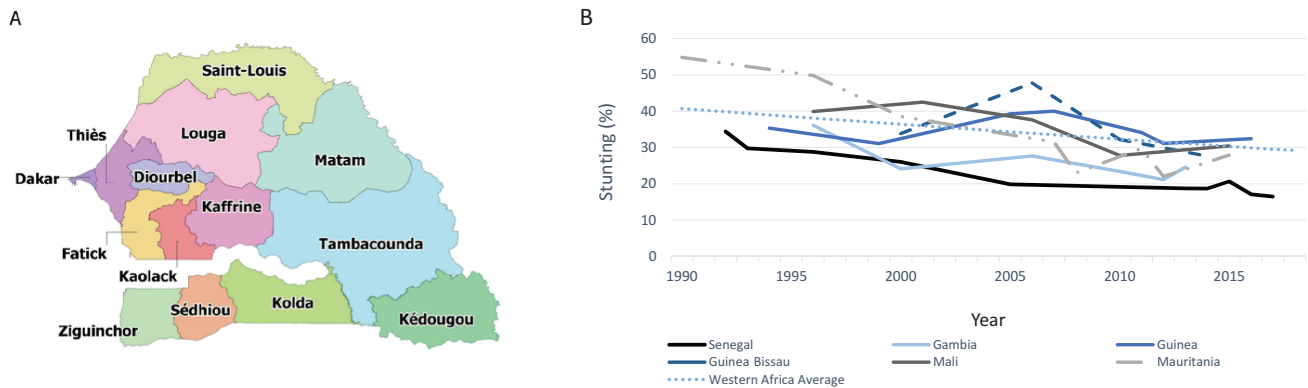 A
Saint-Louis
Thiès
Louga
Matam
Dakar
Diourbel
Kaffrine
Tambacounda
Fatick
Kaolack
Sédhiou
Kolda
Kédougou
Ziguinchor
B
60
50
40
30
20
10
0
Stunting (%)
1990 1995 2000 2005 2010 2015
Year
Senegal Gambia Guinea
Guinea Bissau Mali Mauritania
Western Africa Average